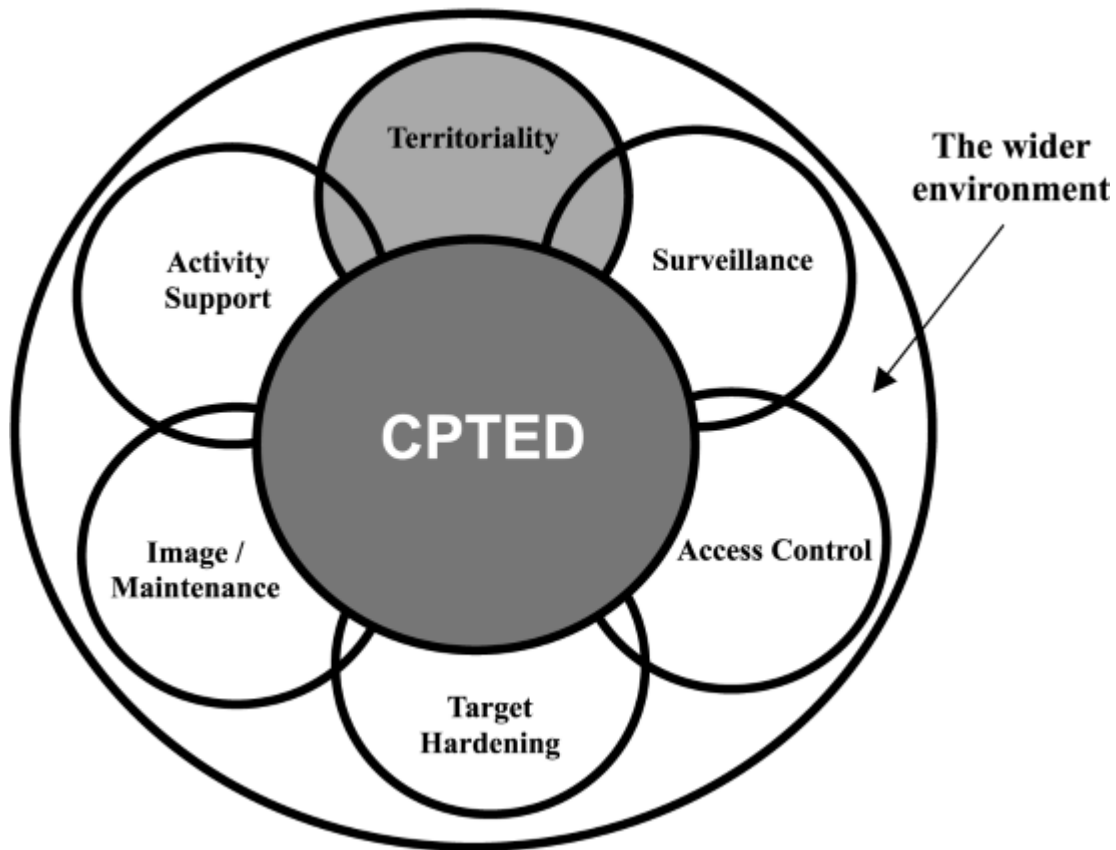 Territoriality
The wider
environment
Activity
Support
Surveillance
CPTED
Image /
Maintenance
Access Control
Target
Hardening